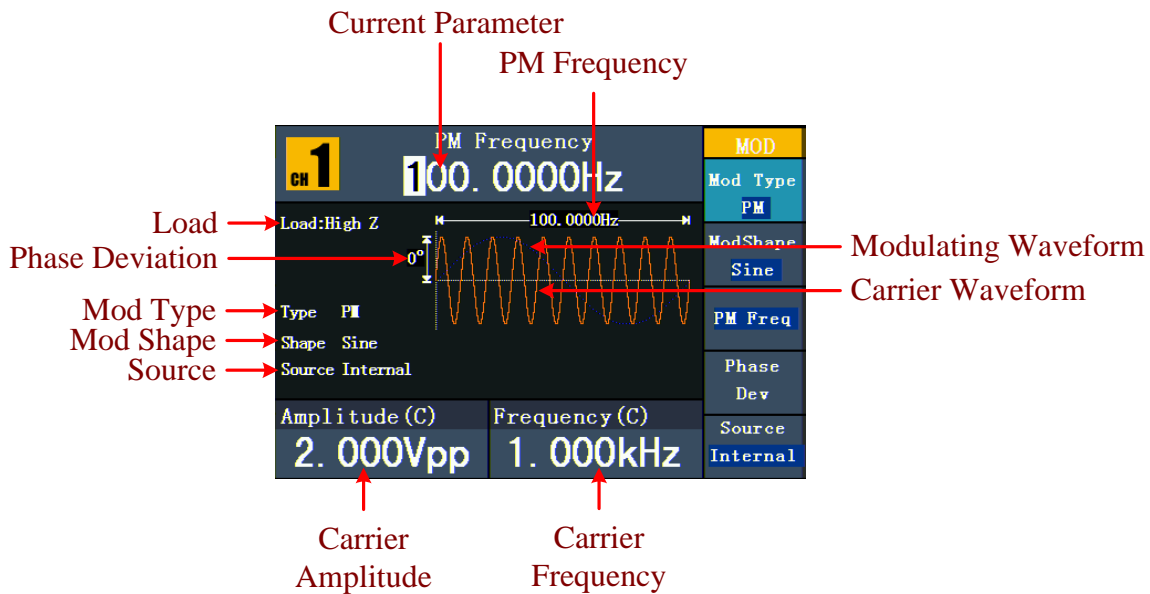 Current Parameter
PM Frequency
CH 1
PM Frequency
100.0000Hz
MOD
Mod Type
PM
Load
Load:High Z
100.0000Hz
Phase Deviation
0°
ModShape
Sine
Modulating Waveform
Carrier Waveform
Mod Type
Type PM
PM Freq
Mod Shape
Shape Sine
Source
Source Internal
Phase
Dev
Amplitude(C)
2.000Vpp
Frequency(C)
1.000kHz
Source
Internal
Carrier
Amplitude
Carrier
Frequency